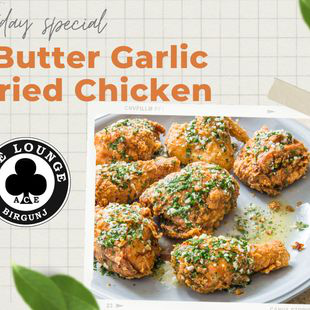 day special
Butter Garlic
ried Chicken
E LOUNGE
ACE
BIRGUNJ